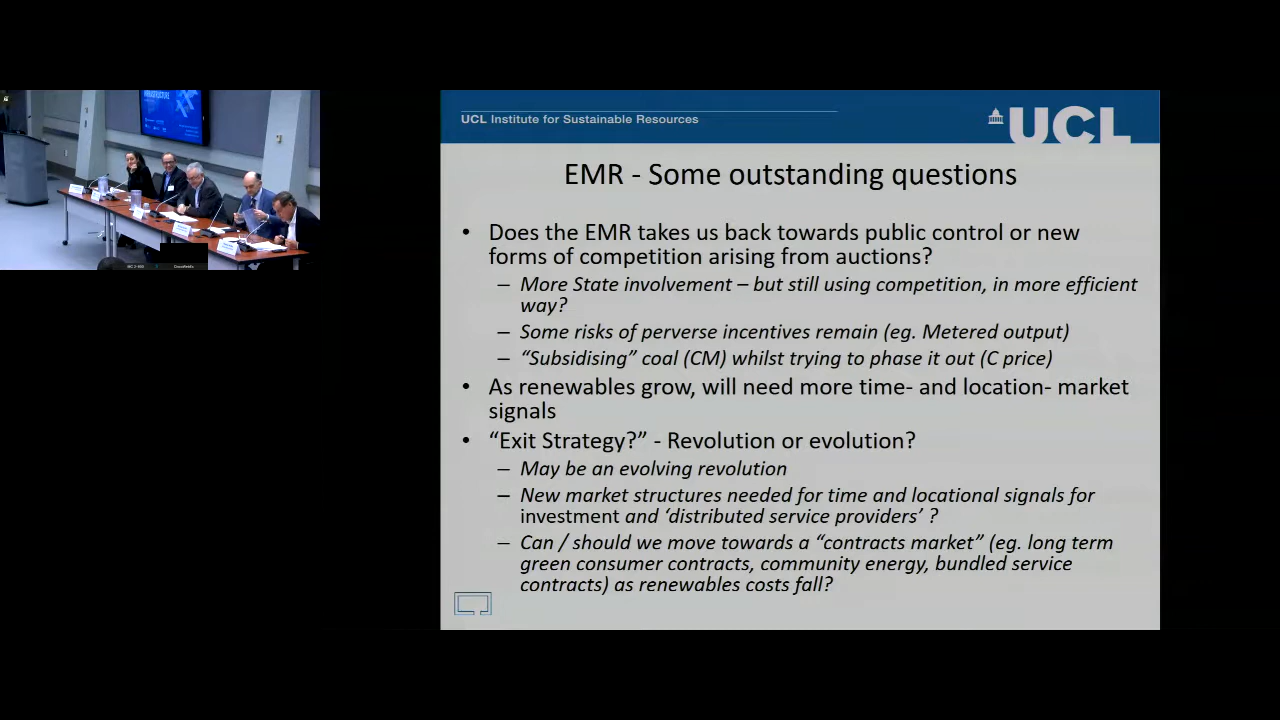 UCL Institute for Sustainable Resources
UCL
EMR - Some outstanding questions
• Does the EMR takes us back towards public control or new
forms of competition arising from auctions?
– More State involvement – but still using competition, in more efficient
way?
– Some risks of perverse incentives remain (eg. Metered output)
– “Subsidising” coal (CM) whilst trying to phase it out (C price)
• As renewables grow, will need more time- and location- market
signals
• “Exit Strategy?” - Revolution or evolution?
– May be an evolving revolution
– New market structures needed for time and locational signals for
investment and ‘distributed service providers’ ?
– Can / should we move towards a “contracts market” (eg. long term
green consumer contracts, community energy, bundled service
contracts) as renewables costs fall?